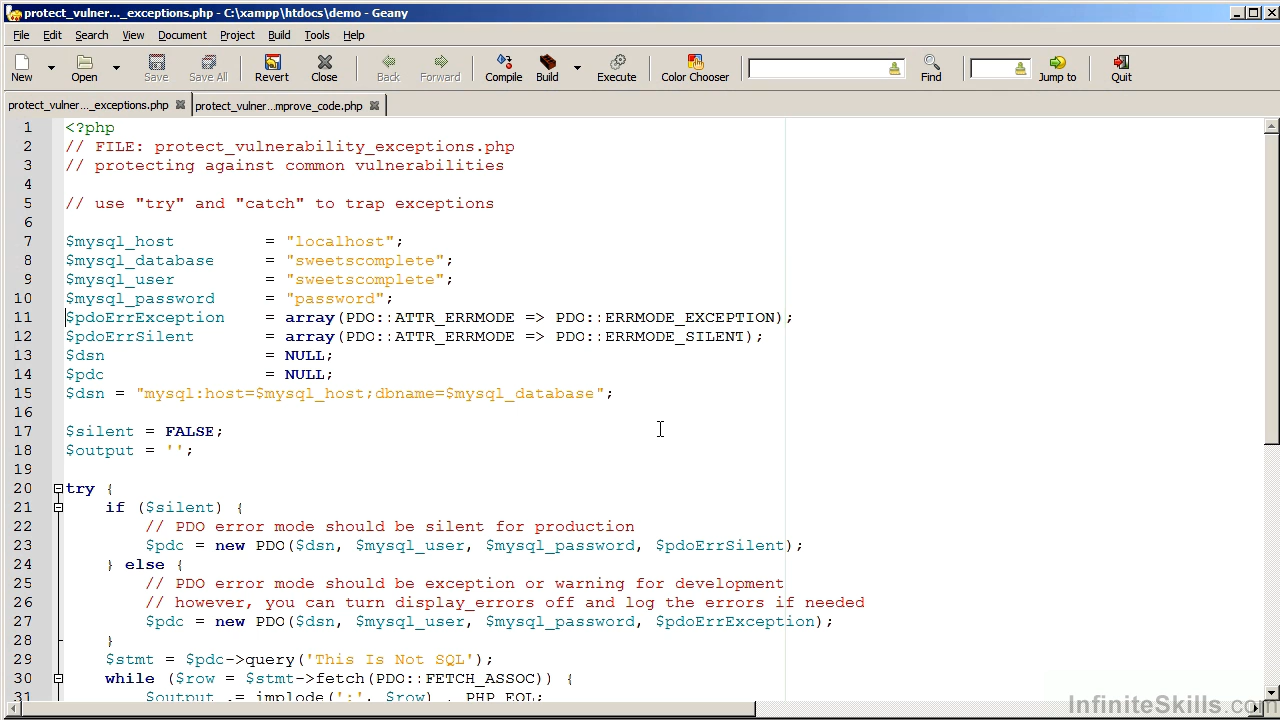 protect_vulner..._exceptions.php - C:\xampp\htdocs\demo - Geany
File Edit Search View Document Project Build Tools Help
New Open Save Save All Revert Close Back Forward Compile Build Execute Color Chooser Find Jump to Quit
protect_vulner..._exceptions.php protect_vulner...mprove_code.php
1 <?php
2 // FILE: protect_vulnerability_exceptions.php
3 // protecting against common vulnerabilities
4
5 // use "try" and "catch" to trap exceptions
6
7 $mysql_host = "localhost";
8 $mysql_database = "sweetscomplete";
9 $mysql_user = "sweetscomplete";
10 $mysql_password = "password";
11 $pdoErrException = array(PDO::ATTR_ERRMODE => PDO::ERRMODE_EXCEPTION);
12 $pdoErrSilent = array(PDO::ATTR_ERRMODE => PDO::ERRMODE_SILENT);
13 $dsn = NULL;
14 $pdc = NULL;
15 $dsn = "mysql:host=$mysql_host;dbname=$mysql_database";
16
17 $silent = FALSE;
18 $output = '';
19
20 try {
21 if ($silent) {
22 // PDO error mode should be silent for production
23 $pdc = new PDO($dsn, $mysql_user, $mysql_password, $pdoErrSilent);
24 } else {
25 // PDO error mode should be exception or warning for development
26 // however, you can turn display_errors off and log the errors if needed
27 $pdc = new PDO($dsn, $mysql_user, $mysql_password, $pdoErrException);
28 }
29 $stmt = $pdc->query('This Is Not SQL');
30 while ($row = $stmt->fetch(PDO::FETCH_ASSOC)) {
31 $output .= implode(':', $row) . PHP_EOL;
InfiniteSkills.com